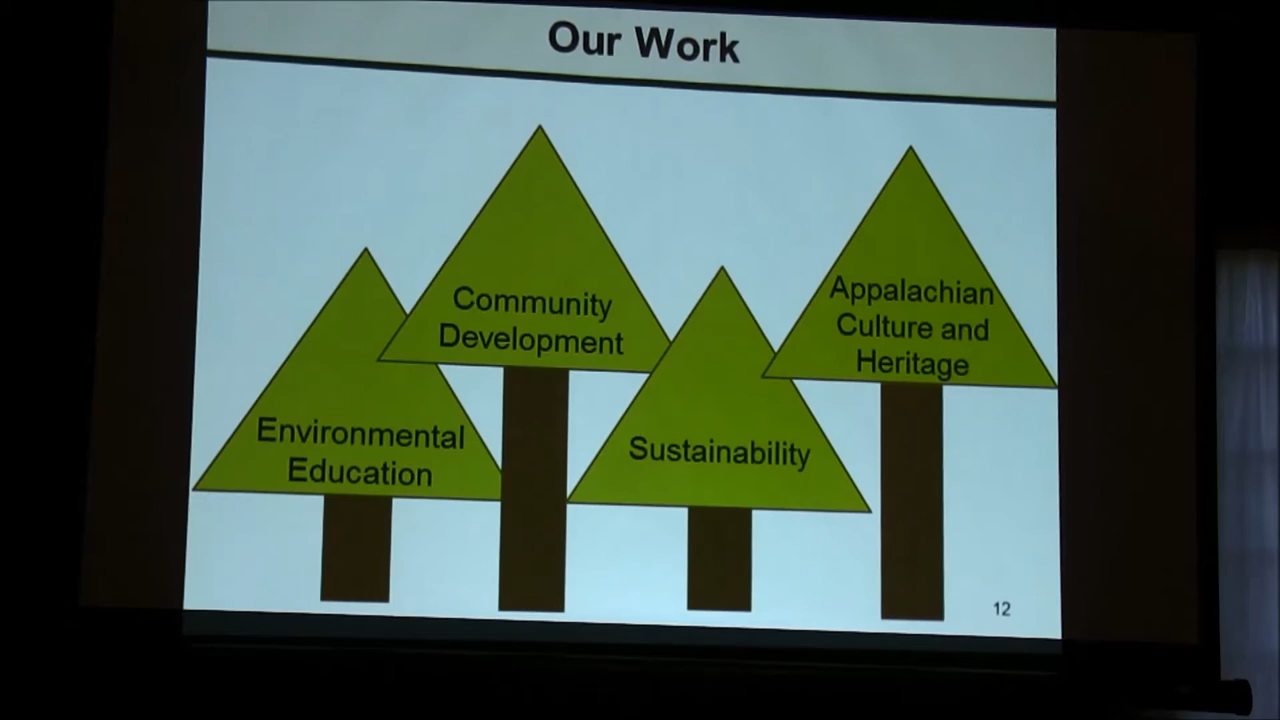 Our Work
Environmental
Education
Community
Development
Sustainability
Appalachian
Culture and
Heritage
12